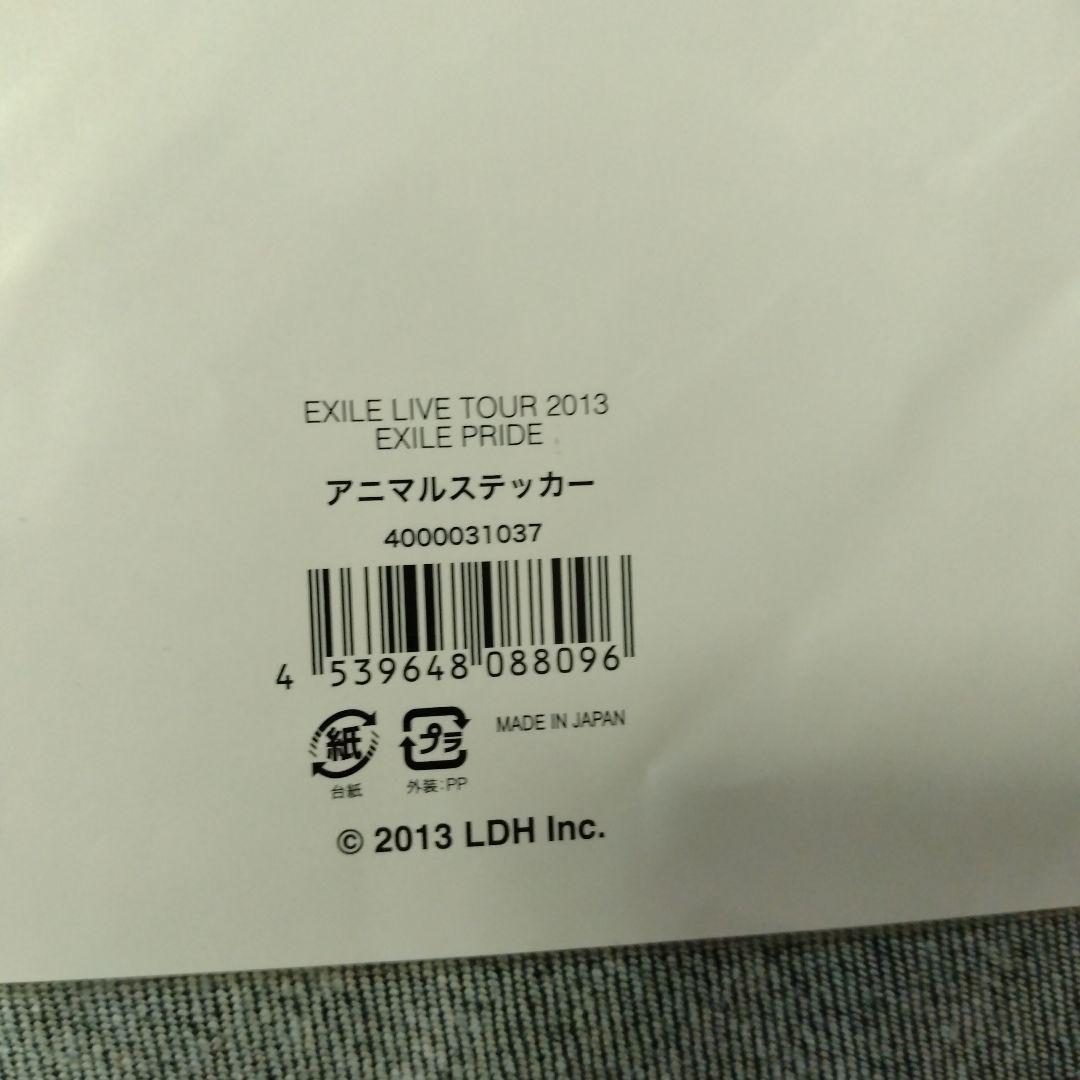 EXILE LIVE TOUR 2013
EXILE PRIDE
アニマルステッカー
4000031037
4 539648 088096
紙 プラ MADE IN JAPAN
台紙 外装:PP
© 2013 LDH Inc.